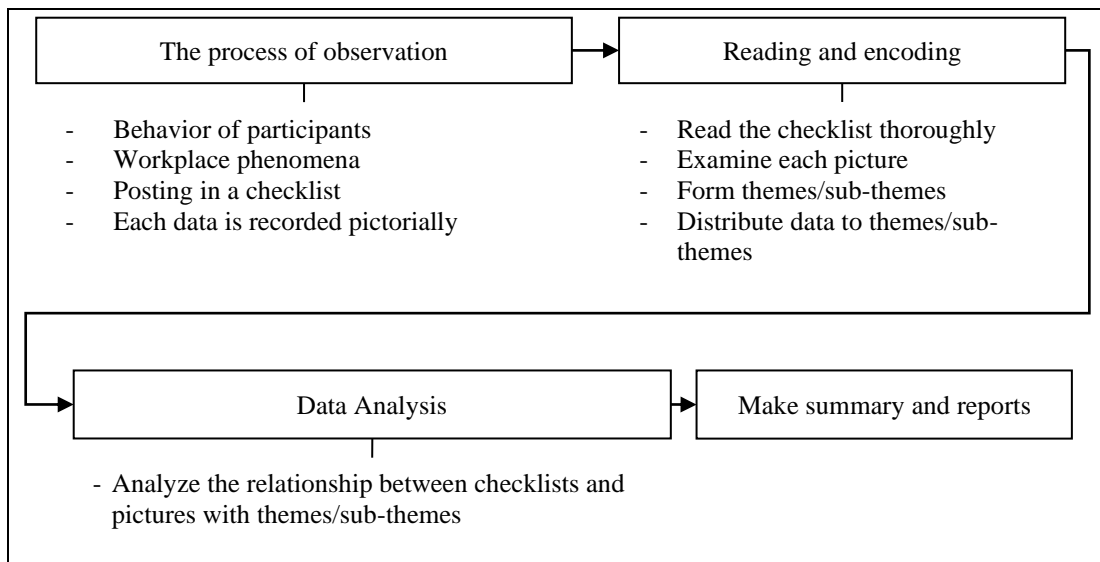 The process of observation
- Behavior of participants
- Workplace phenomena
- Posting in a checklist
- Each data is recorded pictorially
Reading and encoding
- Read the checklist thoroughly
- Examine each picture
- Form themes/sub-themes
- Distribute data to themes/sub-
themes
Data Analysis
- Analyze the relationship between checklists and
pictures with themes/sub-themes
Make summary and reports